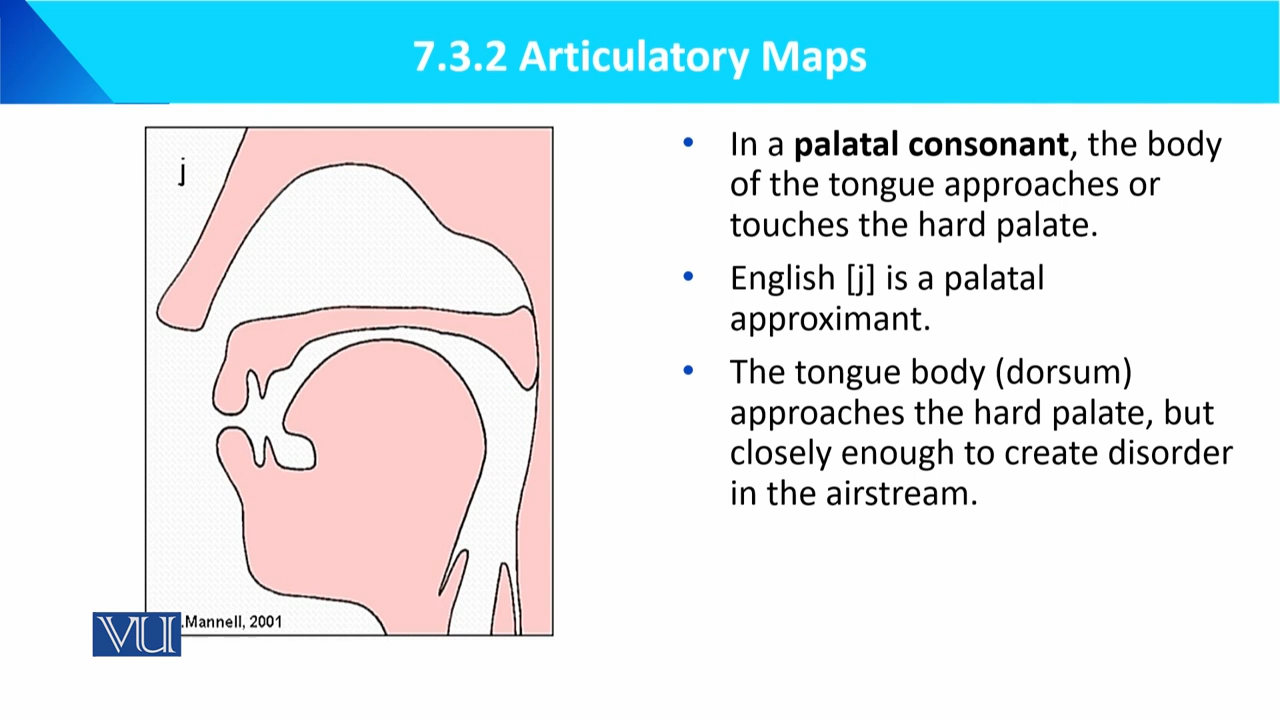 7.3.2 Articulatory Maps
j
• In a palatal consonant, the body
of the tongue approaches or
touches the hard palate.
• English [j] is a palatal
approximant.
• The tongue body (dorsum)
approaches the hard palate, but
closely enough to create disorder
in the airstream.
.Mannell, 2001
VU